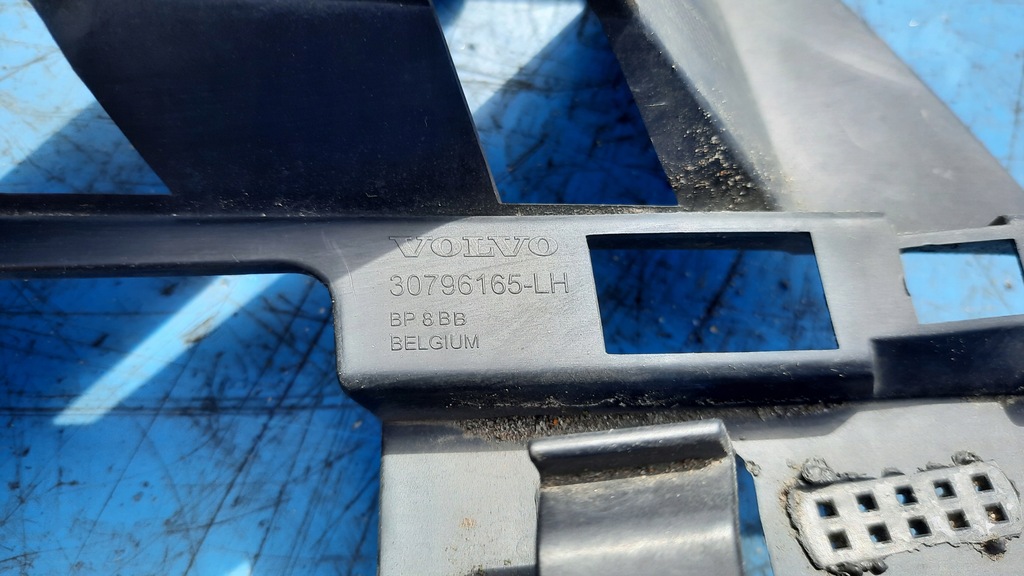 VOLVO
30796165-LH
BP 8 BB
BELGIUM